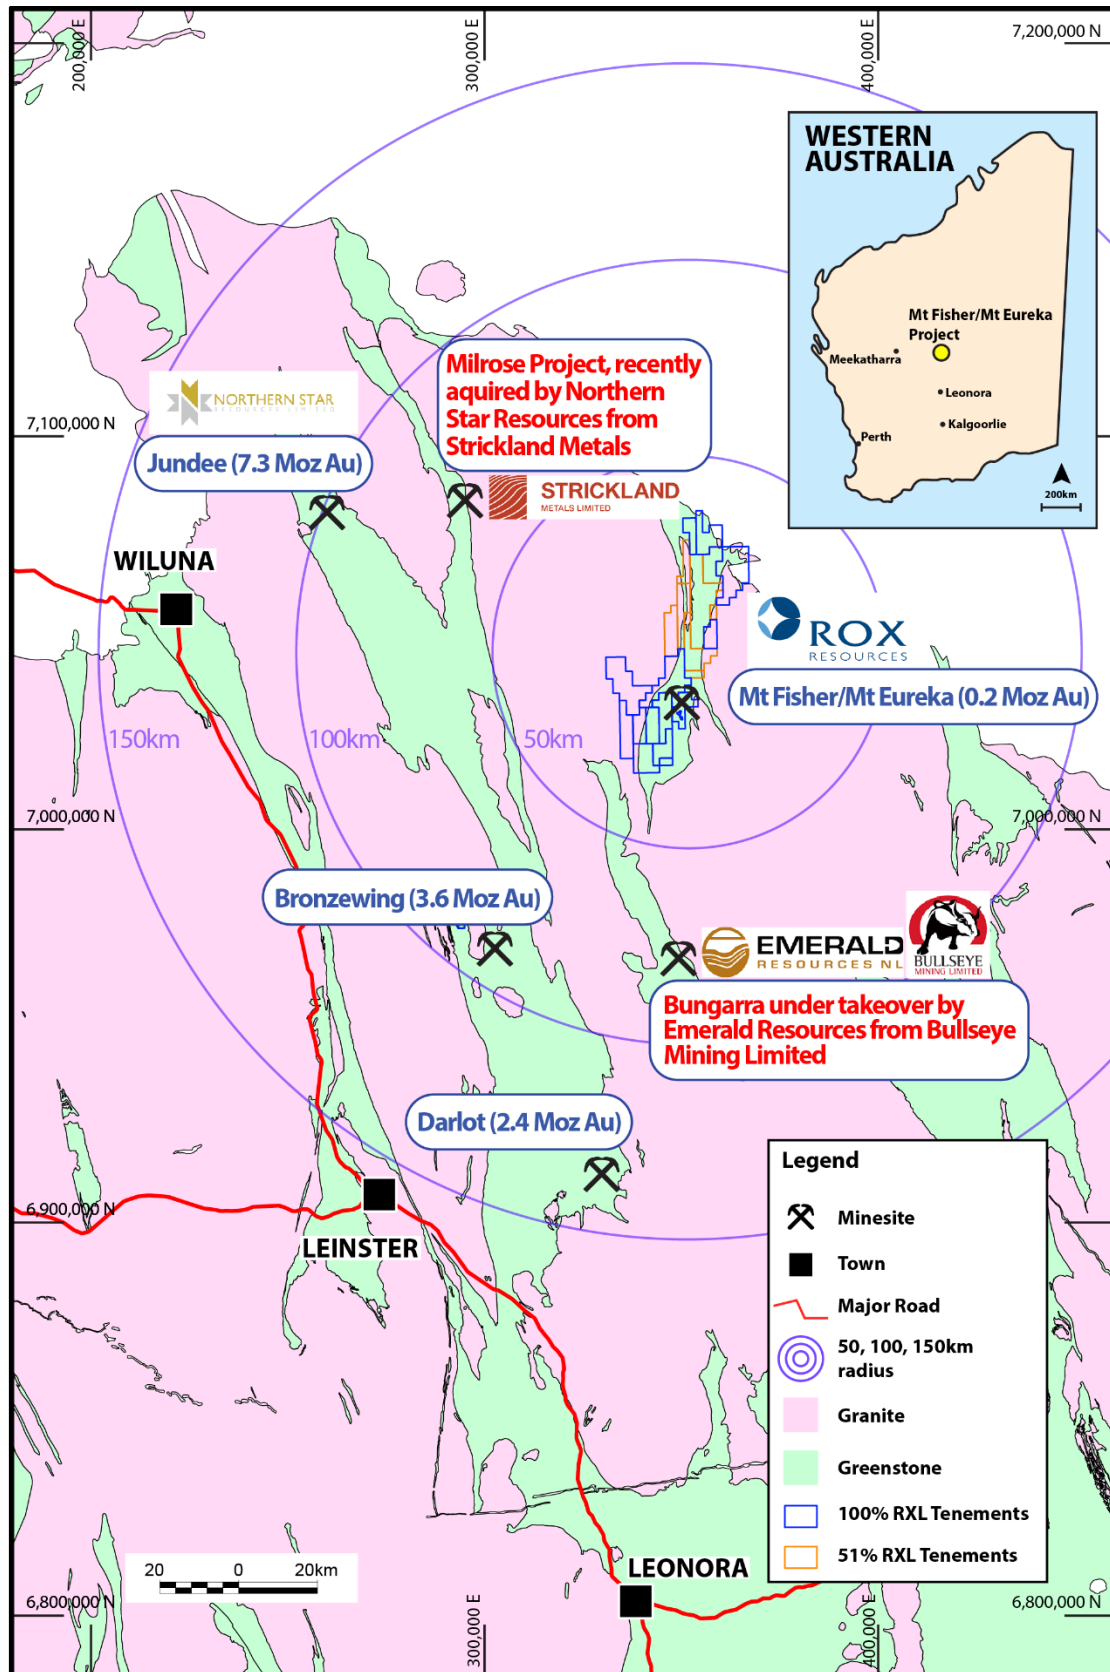 200,000 E
300,000 E
400,000 E
7,200,000 N
WESTERN
AUSTRALIA
Mt Fisher/Mt Eureka
Project
Meekatharra
Leonora
Kalgoorlie
Perth
200km
Milrose Project, recently
aquired by Northern
Star Resources from
Strickland Metals
NORTHERN STAR
RESOURCES LIMITED
7,100,000 N
Jundee (7.3 Moz Au)
STRICKLAND
METALS LIMITED
WILUNA
ROX
RESOURCES
Mt Fisher/Mt Eureka (0.2 Moz Au)
150km
100km
50km
7,000,000 N
7,000,000 N
Bronzewing (3.6 Moz Au)
EMERALD
RESOURCES NL
BULLSEYE
MINING LIMITED
Bungarra under takeover by
Emerald Resources from Bullseye
Mining Limited
Darlot (2.4 Moz Au)
6,900,000 N
LEINSTER
Legend
Minesite
Town
Major Road
50, 100, 150km
radius
Granite
Greenstone
100% RXL Tenements
51% RXL Tenements
20 0 20km
LEONORA
6,800,000 N
6,800,000 N
300,000 E
400,000 E